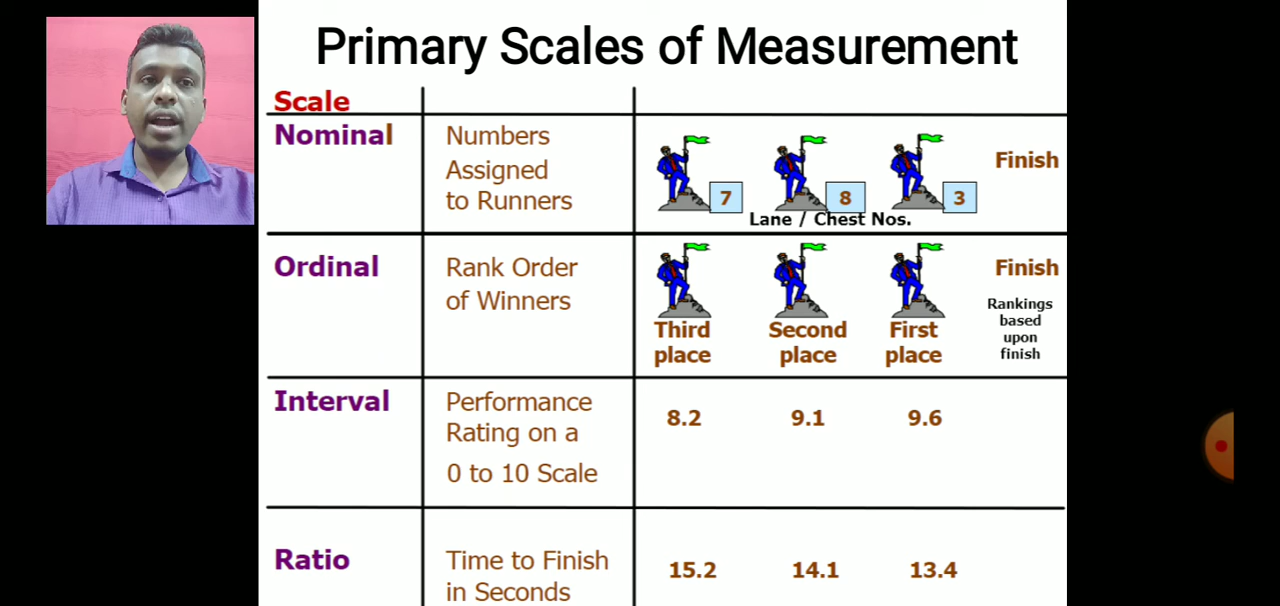 Primary Scales of Measurement
Scale
Nominal
Numbers
Assigned
to Runners
7
8
3
Finish
Lane / Chest Nos.
Ordinal
Rank Order
of Winners
Third
place
Second
place
First
place
Finish
Rankings
based
upon
finish
Interval
Performance
Rating on a
0 to 10 Scale
8.2
9.1
9.6
Ratio
Time to Finish
in Seconds
15.2
14.1
13.4